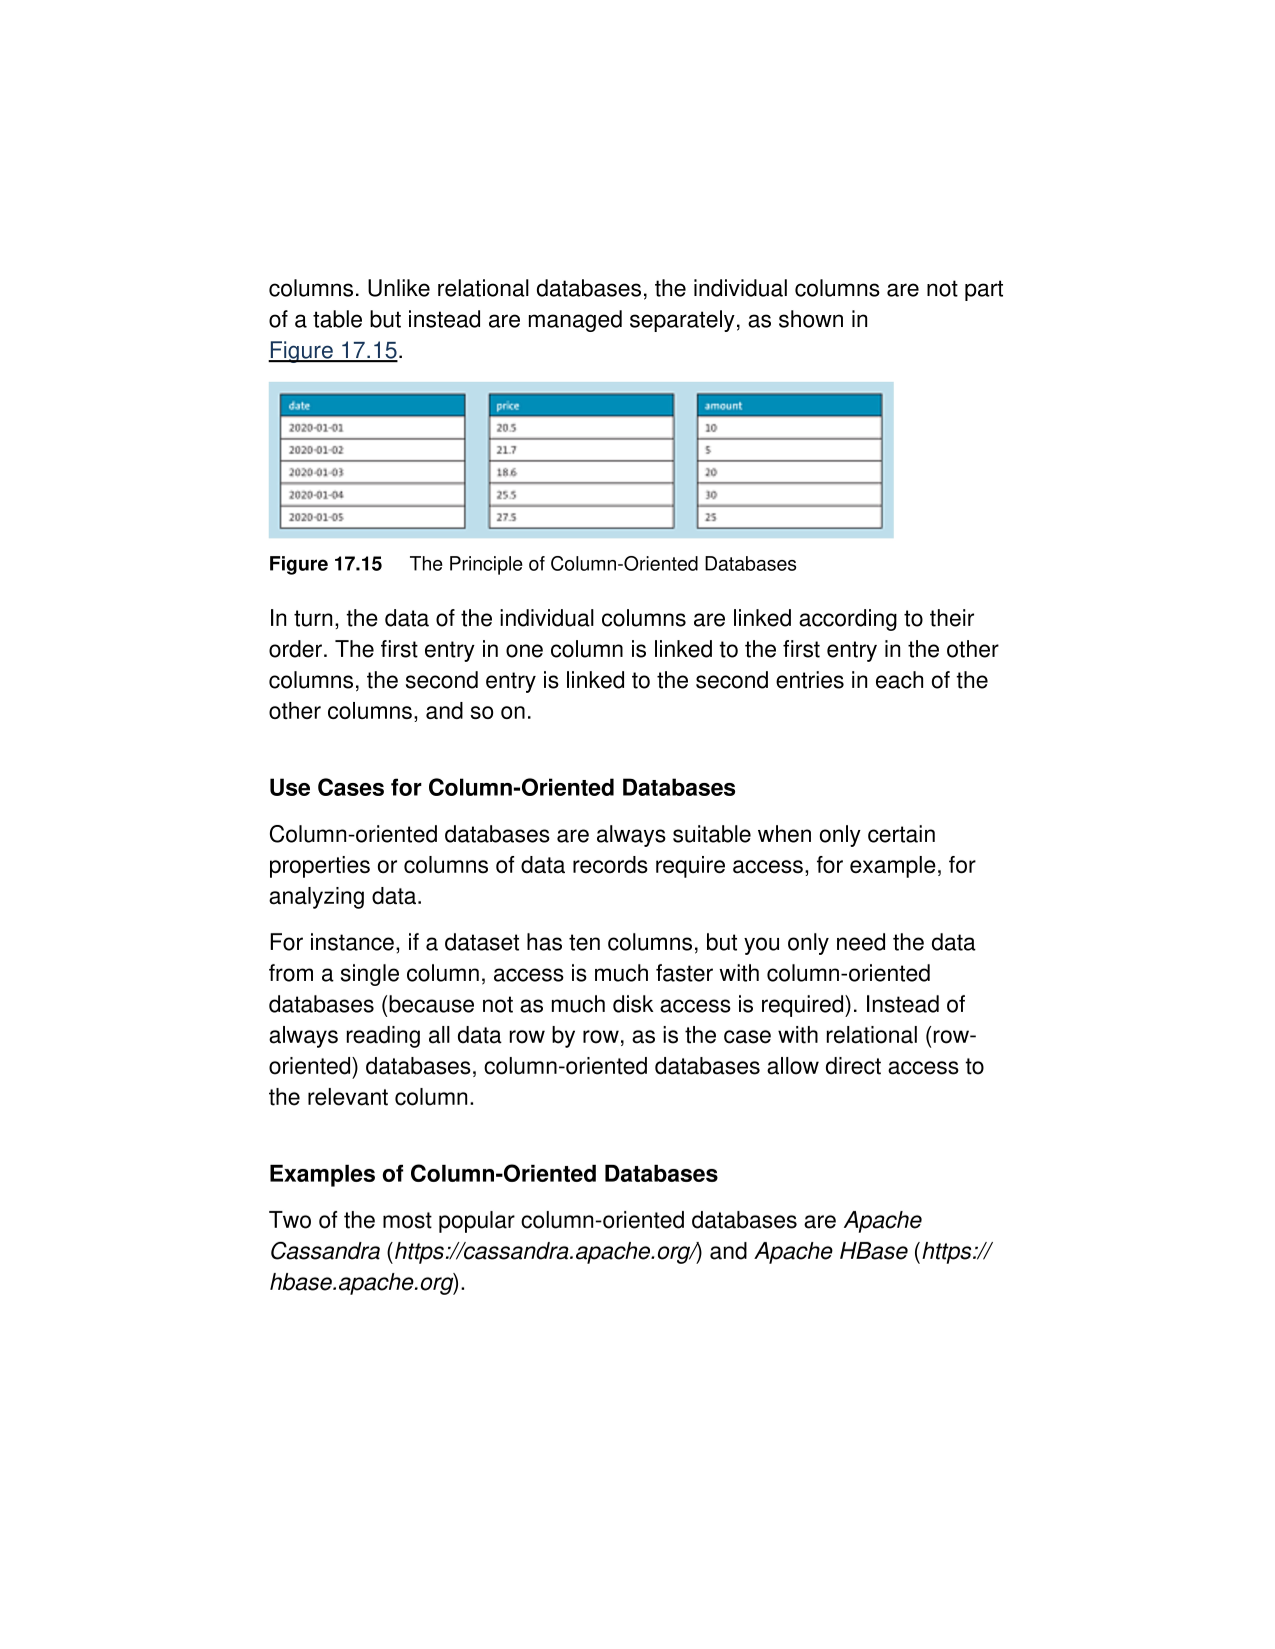 columns. Unlike relational databases, the individual columns are not part
of a table but instead are managed separately, as shown in
Figure 17.15.
date price amount
2020-01-01 20.5 10
2020-01-02 21.7 5
2020-01-03 18.6 20
2020-01-04 25.5 30
2020-01-05 27.5 25
Figure 17.15 The Principle of Column-Oriented Databases
In turn, the data of the individual columns are linked according to their
order. The first entry in one column is linked to the first entry in the other
columns, the second entry is linked to the second entries in each of the
other columns, and so on.
Use Cases for Column-Oriented Databases
Column-oriented databases are always suitable when only certain
properties or columns of data records require access, for example, for
analyzing data.
For instance, if a dataset has ten columns, but you only need the data
from a single column, access is much faster with column-oriented
databases (because not as much disk access is required). Instead of
always reading all data row by row, as is the case with relational (row-
oriented) databases, column-oriented databases allow direct access to
the relevant column.
Examples of Column-Oriented Databases
Two of the most popular column-oriented databases are Apache
Cassandra (https://cassandra.apache.org/) and Apache HBase (https://
hbase.apache.org).